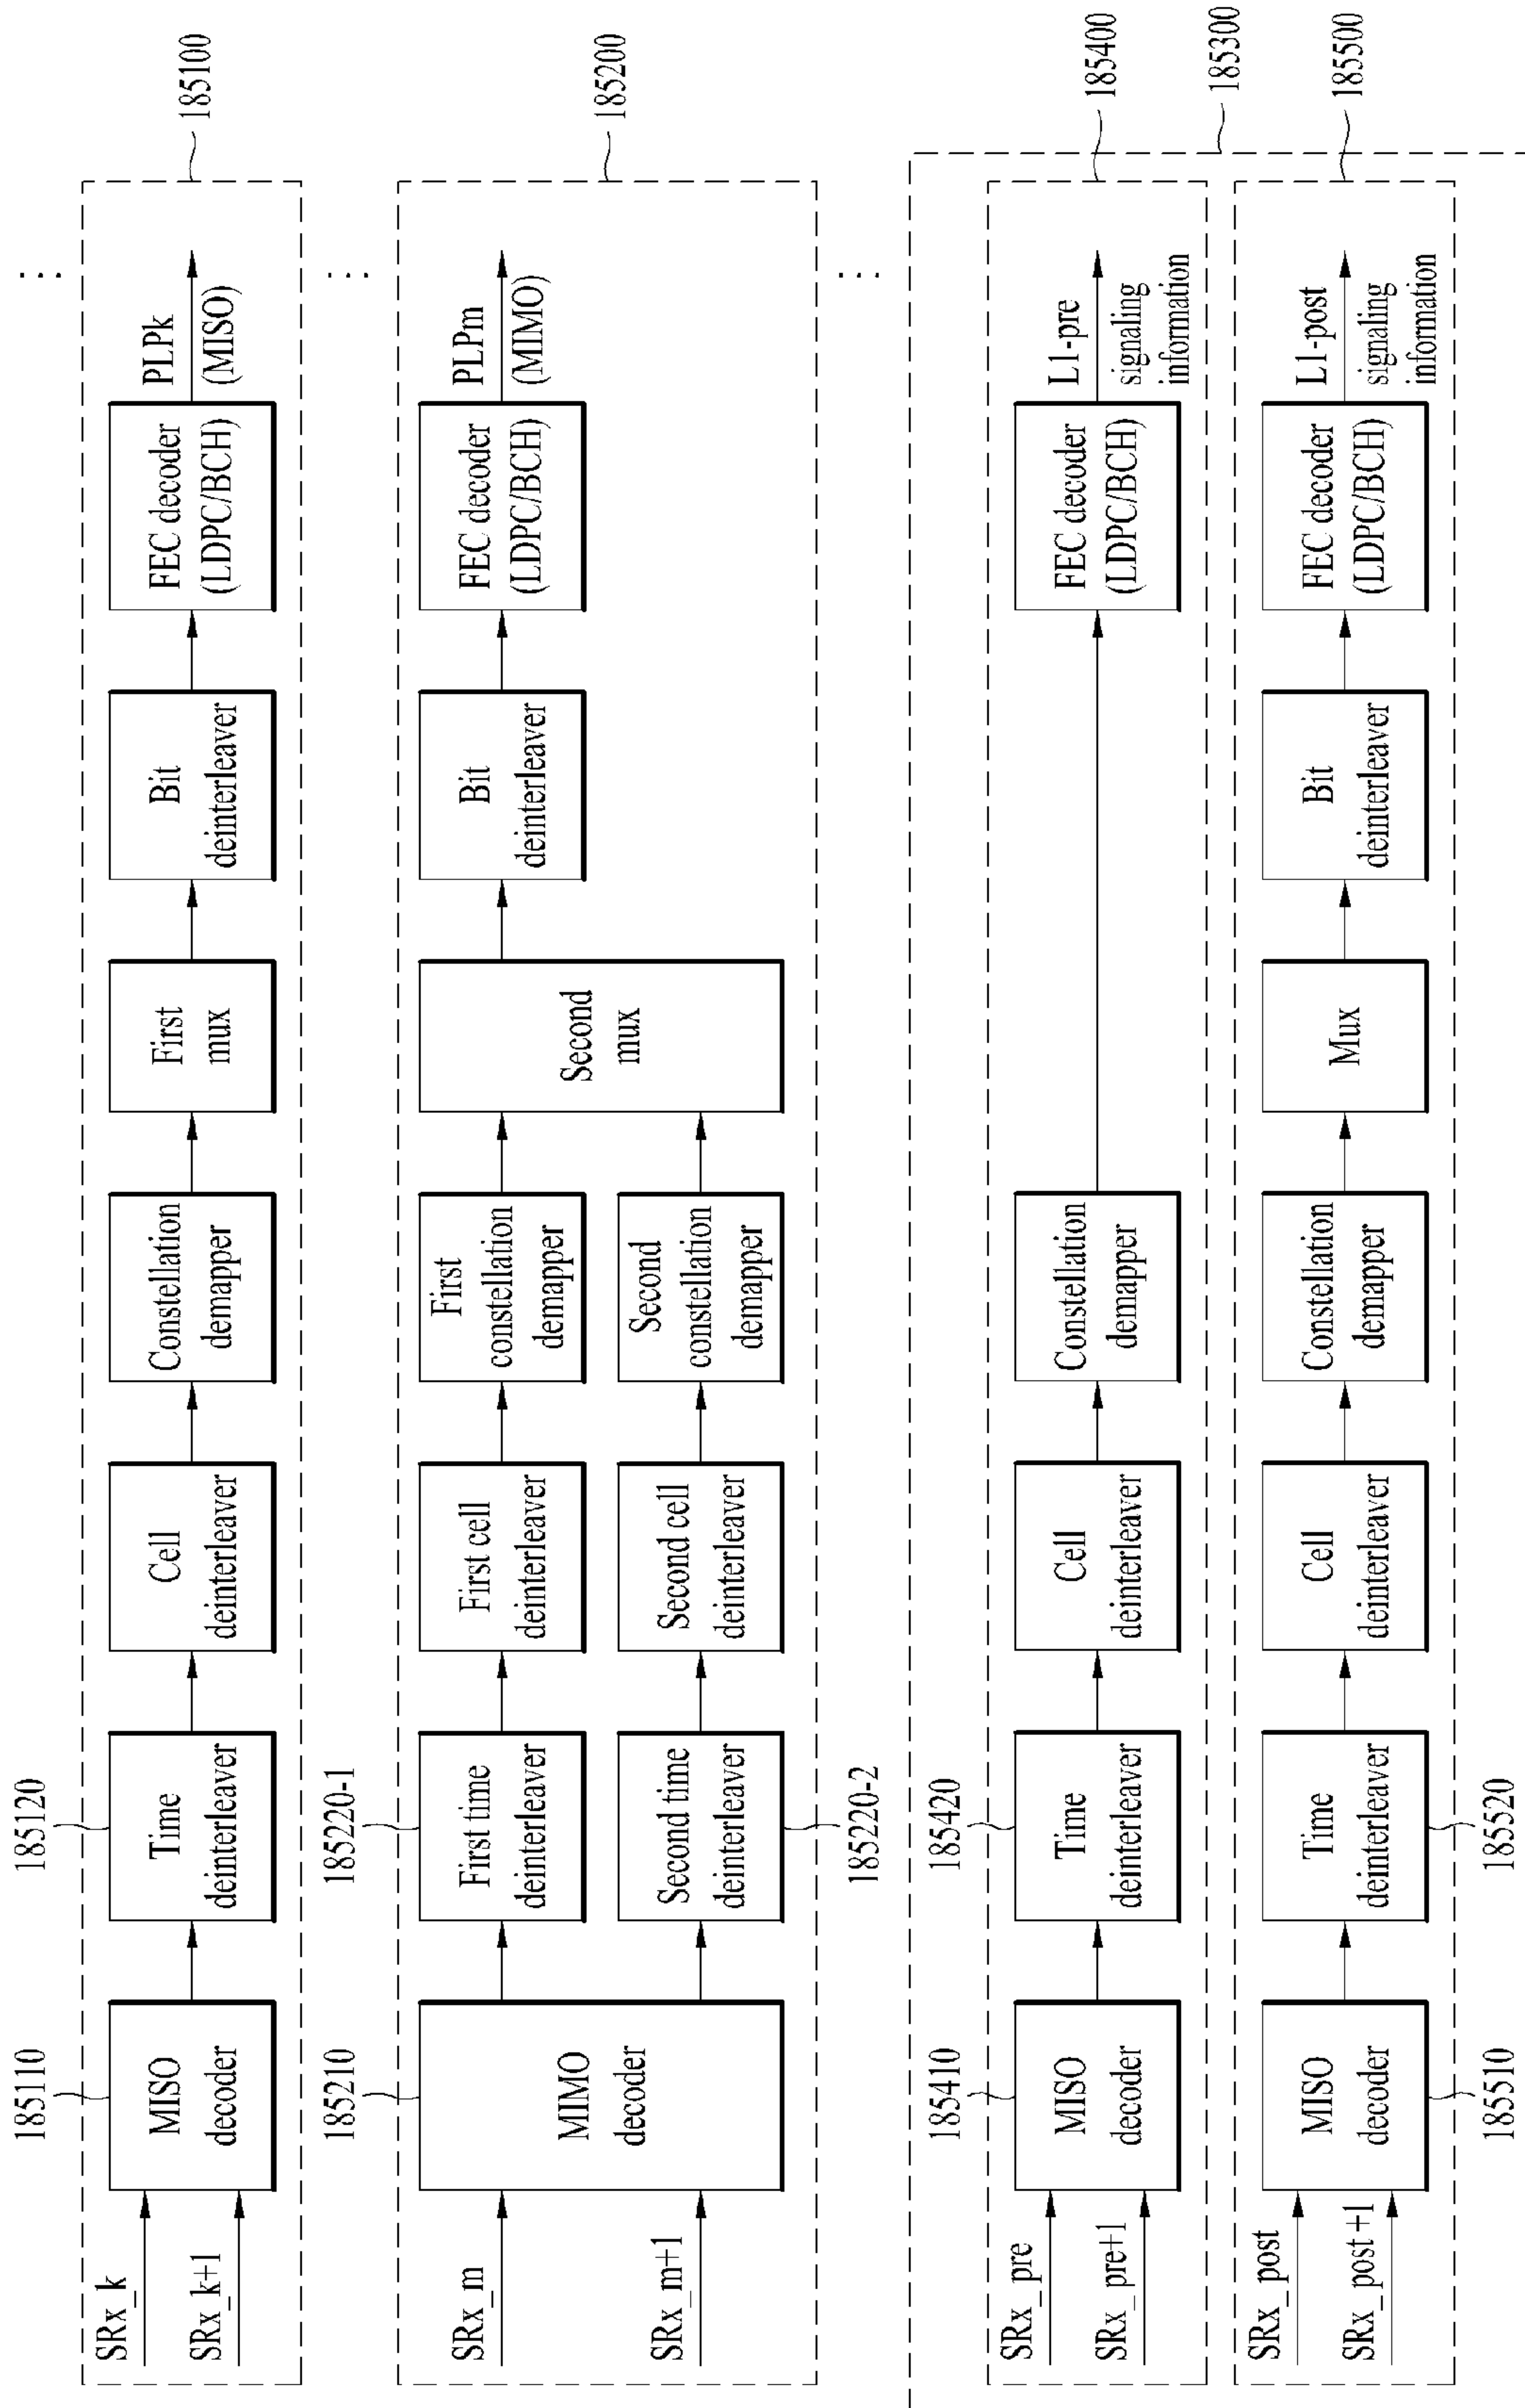 185110
185120
185100
SRx_k
SRx_k+1
MISO
decoder
Time
deinterleaver
Cell
deinterleaver
Constellation
demapper
First
mux
Bit
deinterleaver
FEC decoder
(LDPC/BCH)
PLPk
(MISO)
...
185210
185220-1
185200
SRx_m
SRx_m+1
MIMO
decoder
First time
deinterleaver
First cell
deinterleaver
First
constellation
demapper
Second time
deinterleaver
Second cell
deinterleaver
Second
constellation
demapper
Second
mux
Bit
deinterleaver
FEC decoder
(LDPC/BCH)
PLPm
(MIMO)
...
185220-2
...
185410
185420
185400
185300
SRx_pre
SRx_pre+1
MISO
decoder
Time
deinterleaver
Cell
deinterleaver
Constellation
demapper
FEC decoder
(LDPC/BCH)
L1-pre
signaling
information
SRx_post
SRx_post +1
MISO
decoder
Time
deinterleaver
Cell
deinterleaver
Constellation
demapper
Mux
Bit
deinterleaver
FEC decoder
(LDPC/BCH)
L1-post
signaling
information
185500
185510
185520